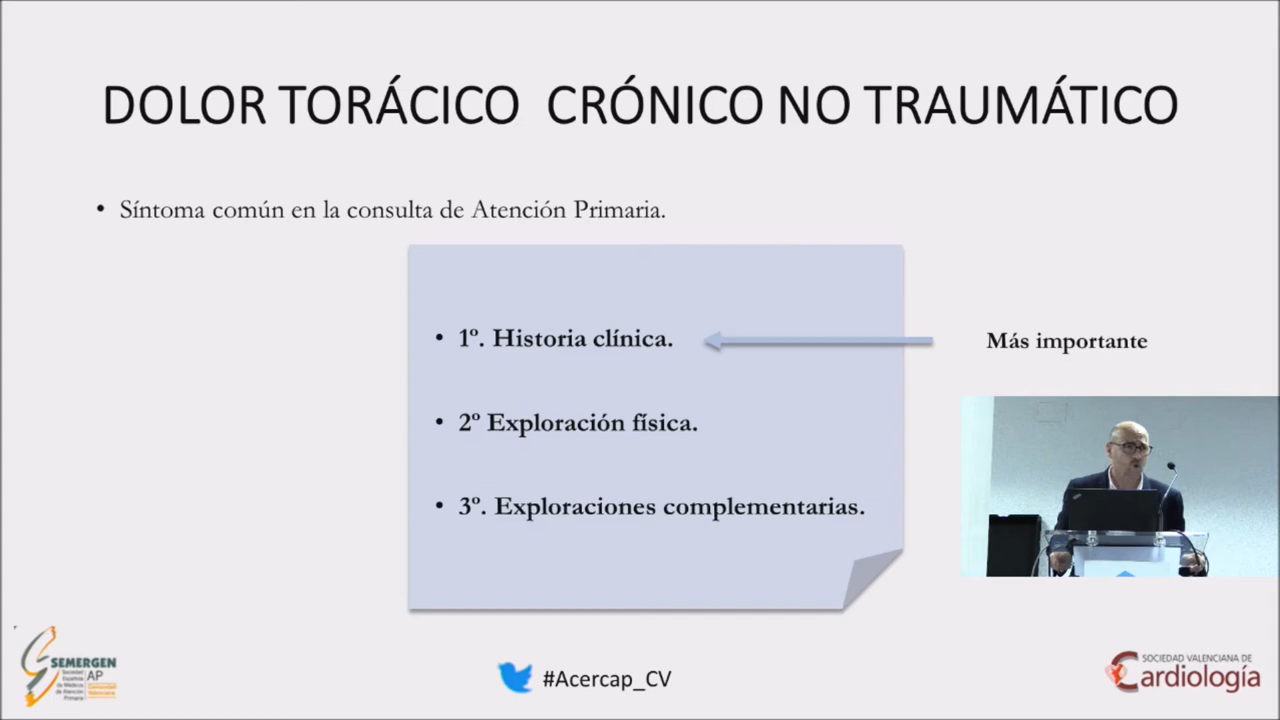 DOLOR TORÁCICO CRÓNICO NO TRAUMÁTICO
• Síntoma común en la consulta de Atención Primaria.
• 1º. Historia clínica.
Más importante
• 2º Exploración física.
• 3º. Exploraciones complementarias.
SEMERGEN
AP
Sociedad
Española
de Médicos
de Atención
Primaria
Comunidad
Valenciana
#Acercap_CV
SOCIEDAD VALENCIANA DE
Cardiología